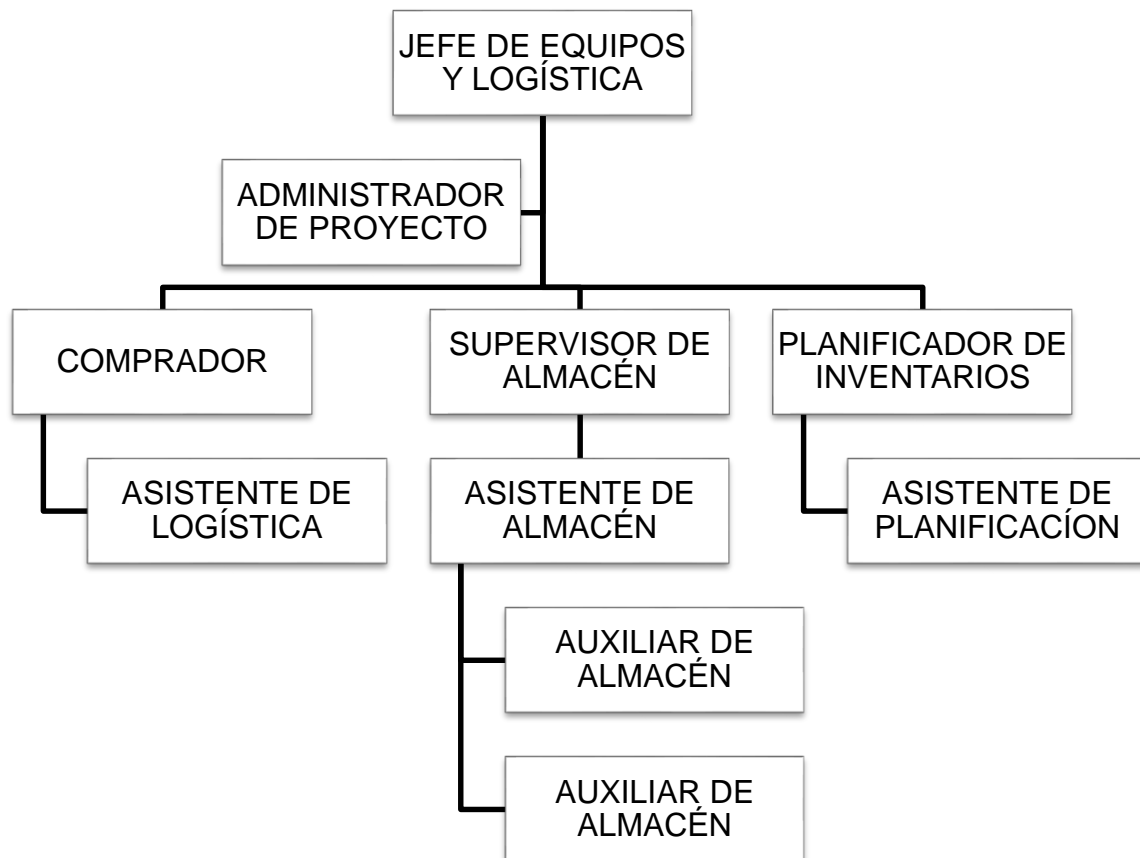 JEFE DE EQUIPOS
Y LOGÍSTICA
ADMINISTRADOR
DE PROYECTO
COMPRADOR
SUPERVISOR DE
ALMACÉN
PLANIFICADOR DE
INVENTARIOS
ASISTENTE DE
LOGÍSTICA
ASISTENTE DE
ALMACÉN
ASISTENTE DE
PLANIFICACÍON
AUXILIAR DE
ALMACÉN
AUXILIAR DE
ALMACÉN